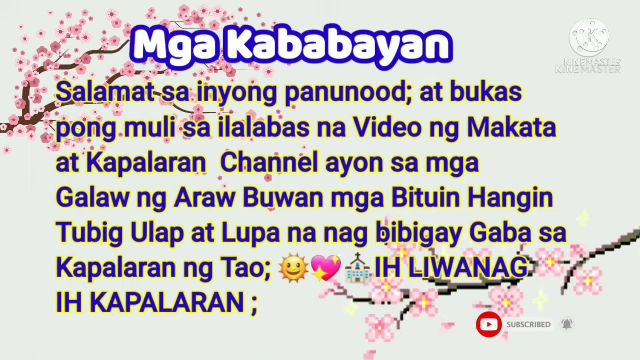 Mga Kababayan
KINEMASTER
Salamat sa inyong panunood; at bukas
pong muli sa ilalabas na Video ng Makata
at Kapalaran Channel ayon sa mga
Galaw ng Araw Buwan mga Bituin Hangin
Tubig Ulap at Lupa na nag bibigay Gaba sa
Kapalaran ng Tao; 🌞💖⛪IH LIWANAG.
IH KAPALARAN ;
SUBSCRIBED